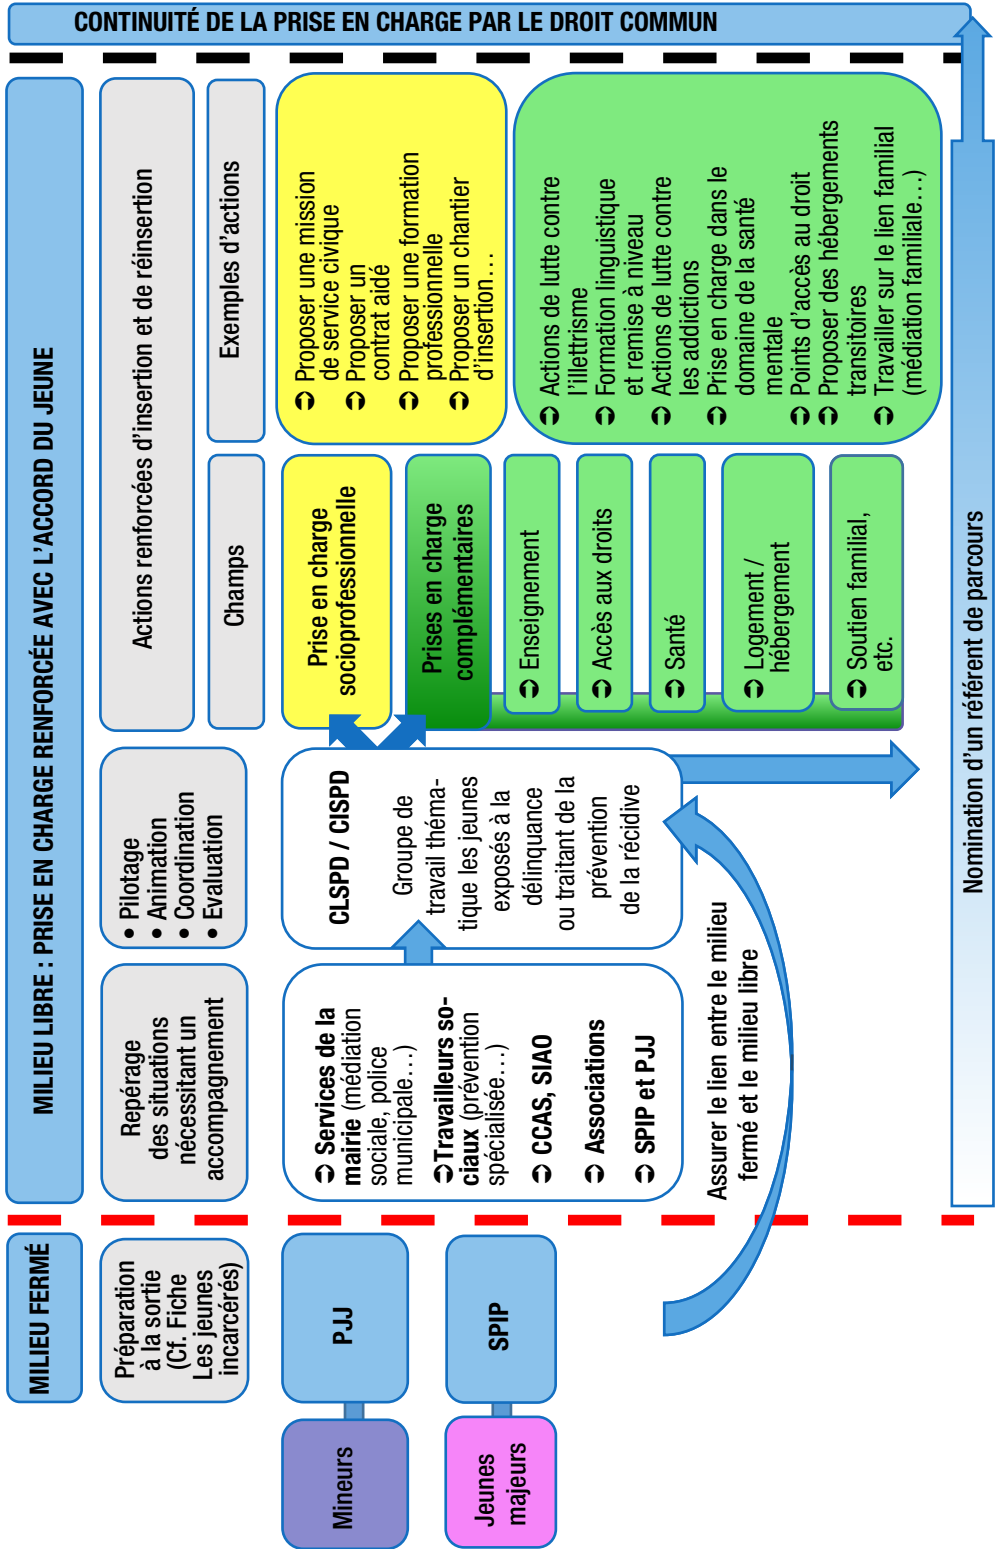 MILIEU FERMÉ
MILIEU LIBRE : PRISE EN CHARGE RENFORCÉE AVEC L'ACCORD DU JEUNE
CONTINUITÉ DE LA PRISE EN CHARGE PAR LE DROIT COMMUN
Préparation
à la sortie
(Cf. Fiche
Les jeunes
incarcérés)
Repérage
des situations
nécessitant un
accompagnement
• Pilotage
• Animation
• Coordination
• Evaluation
Actions renforcées d'insertion et de réinsertion
Champs
Exemples d'actions
Mineurs
PJJ
Jeunes
majeurs
SPIP
➲ Services de la
mairie (médiation
sociale, police
municipale…)
➲Travailleurs so-
ciaux (prévention
spécialisée…)
➲ CCAS, SIAO
➲ Associations
➲ SPIP et PJJ
CLSPD / CISPD
Groupe de
travail théma-
tique les jeunes
exposés à la
délinquance
ou traitant de la
prévention
de la récidive
Prise en charge
socioprofessionnelle
Prises en charge
complémentaires
➲ Enseignement
➲ Accès aux droits
➲ Santé
➲ Logement /
hébergement
➲ Soutien familial,
etc.
➲ Proposer une mission
de service civique
➲ Proposer un
contrat aidé
➲ Proposer une formation
professionnelle
➲ Proposer un chantier
d'insertion…
➲ Actions de lutte contre
l'illettrisme
➲ Formation linguistique
et remise à niveau
➲ Actions de lutte contre
les addictions
➲ Prise en charge dans le
domaine de la santé
mentale
➲ Points d'accès au droit
➲ Proposer des hébergements
transitoires
➲ Travailler sur le lien familial
(médiation familiale…)
Assurer le lien entre le milieu
fermé et le milieu libre
Nomination d'un référent de parcours